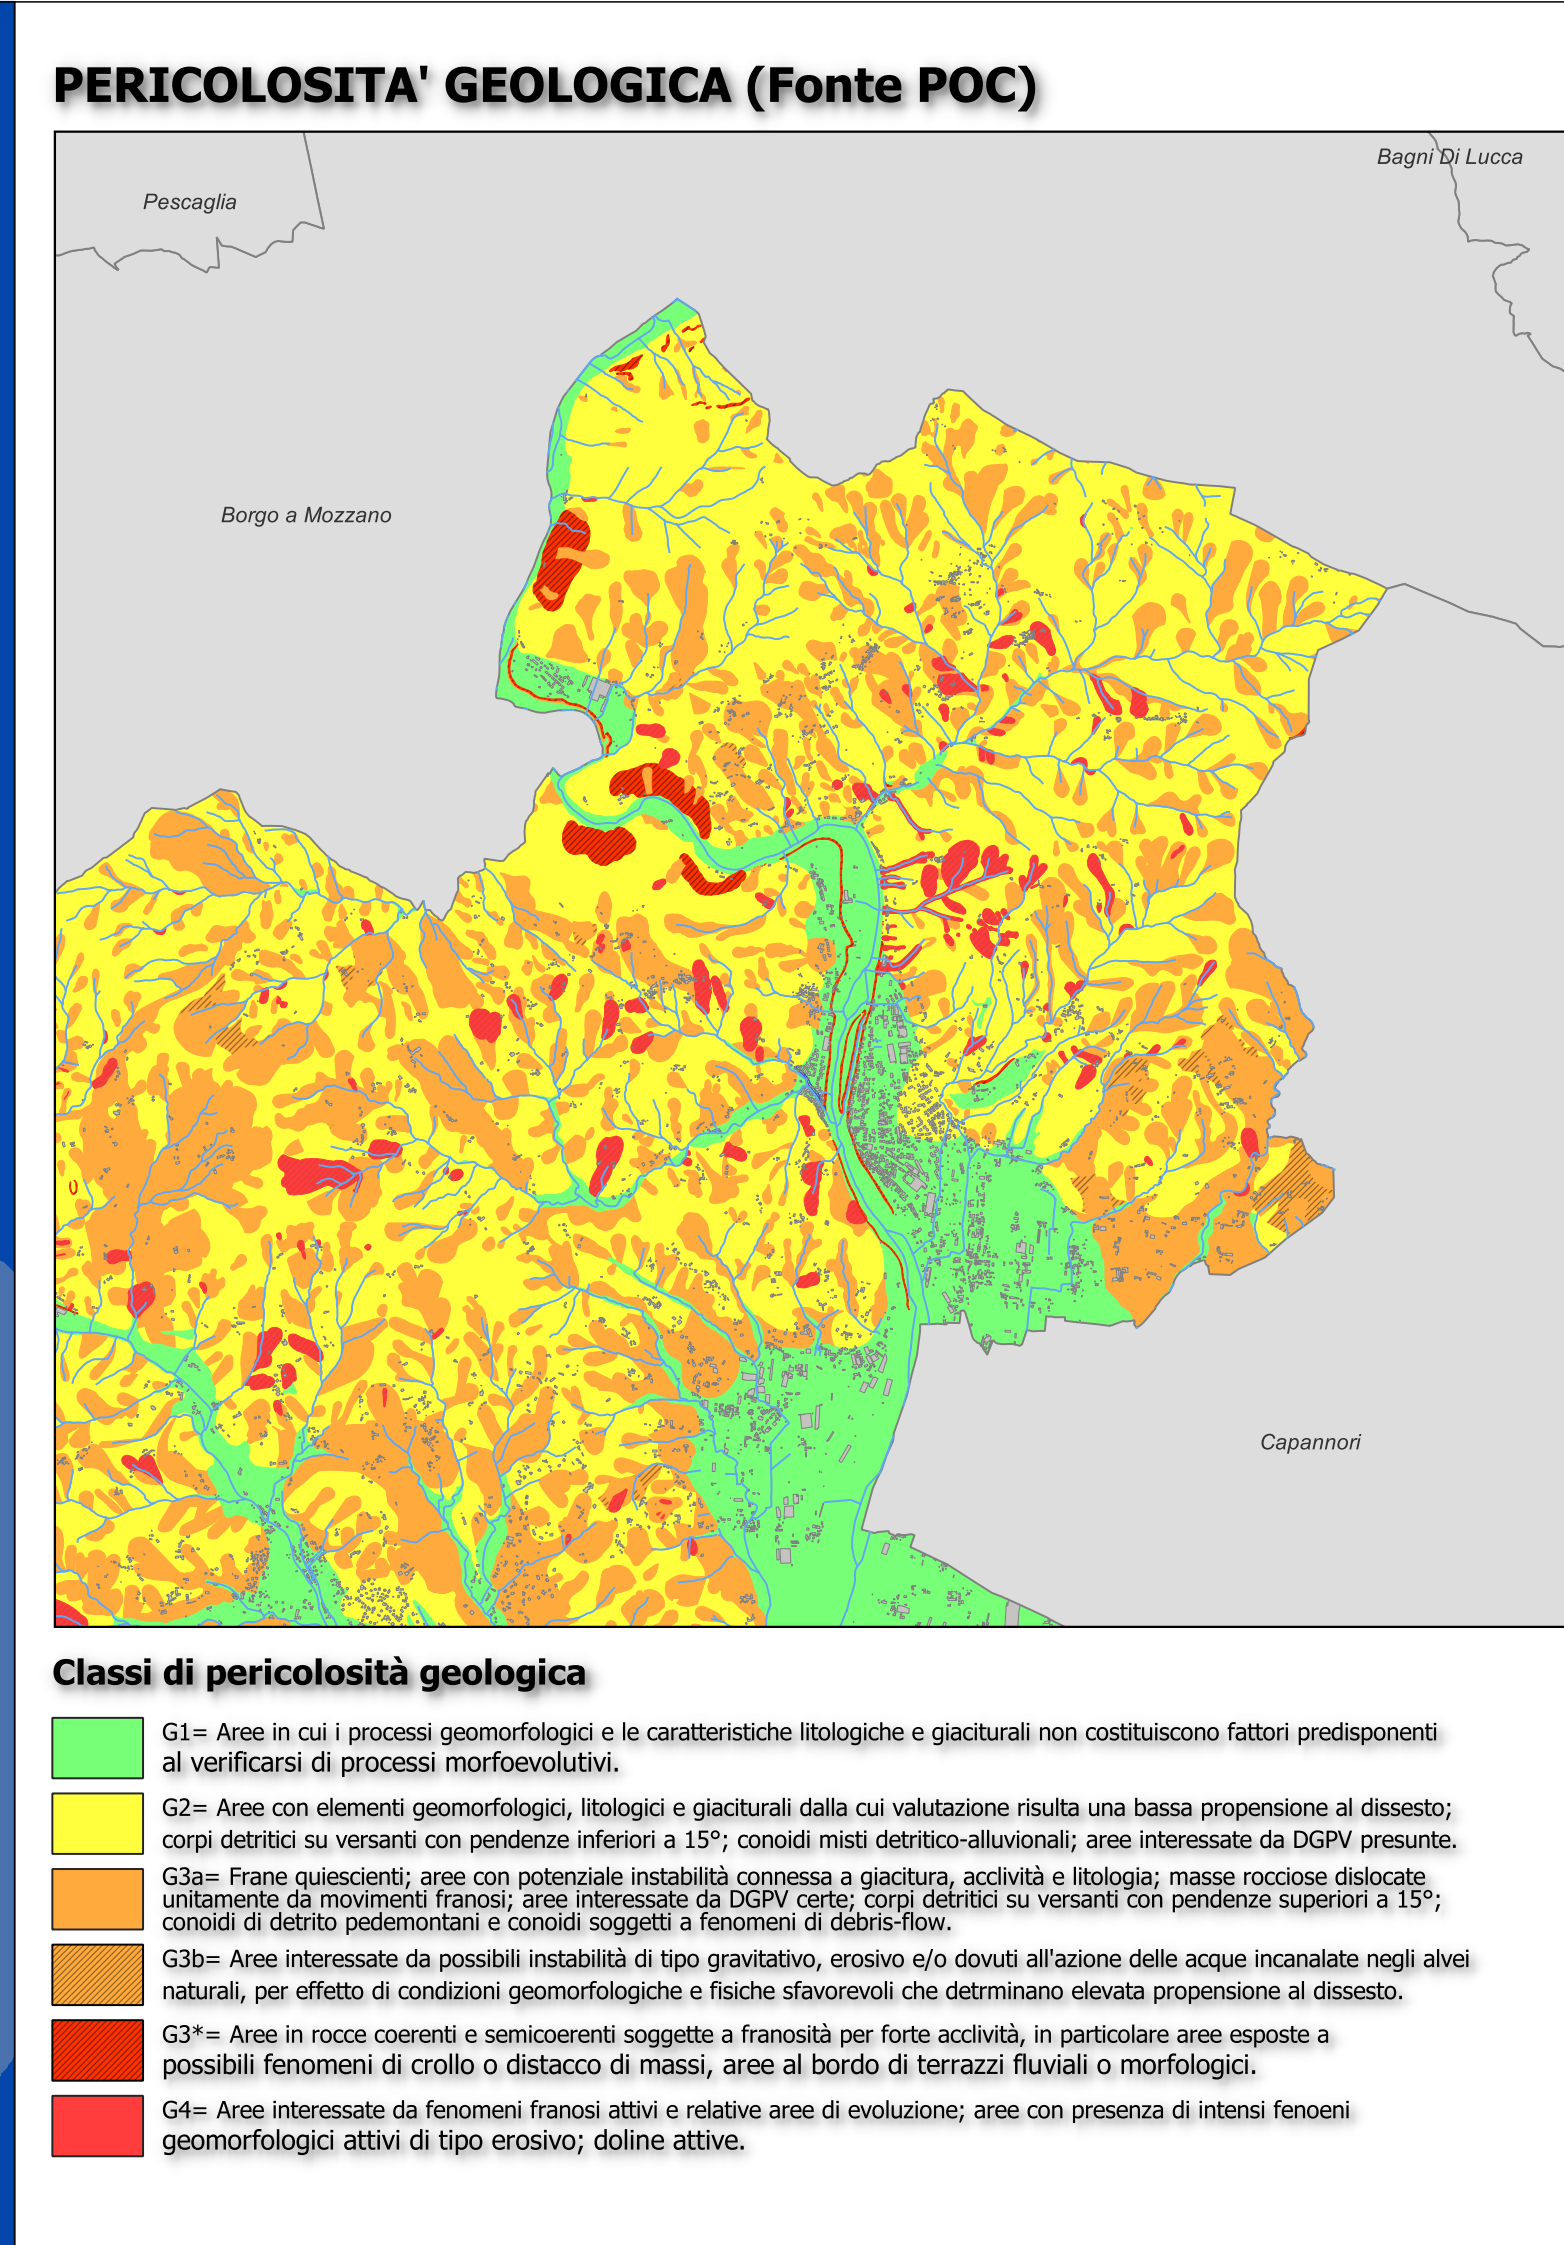 PERICOLOSITA' GEOLOGICA (Fonte POC)
Bagni Di Lucca
Pescaglia
Borgo a Mozzano
Capannori
Classi di pericolosità geologica
G1= Aree in cui i processi geomorfologici e le caratteristiche litologiche e giaciturali non costituiscono fattori predisponenti
al verificarsi di processi morfoevolutivi.
G2= Aree con elementi geomorfologici, litologici e giaciturali dalla cui valutazione risulta una bassa propensione al dissesto;
corpi detritici su versanti con pendenze inferiori a 15°; conoidi misti detritico-alluvionali; aree interessate da DGPV presunte.
G3a= Frane quiescienti; aree con potenziale instabilità connessa a giacitura, acclività e litologia; masse rocciose dislocate
unitamente da movimenti franosi; aree interessate da DGPV certe; corpi detritici su versanti con pendenze superiori a 15°;
conoidi di detrito pedemontani e conoidi soggetti a fenomeni di debris-flow.
G3b= Aree interessate da possibili instabilità di tipo gravitativo, erosivo e/o dovuti all'azione delle acque incanalate negli alvei
naturali, per effetto di condizioni geomorfologiche e fisiche sfavorevoli che detrminano elevata propensione al dissesto.
G3*= Aree in rocce coerenti e semicoerenti soggette a franosità per forte acclività, in particolare aree esposte a
possibili fenomeni di crollo o distacco di massi, aree al bordo di terrazzi fluviali o morfologici.
G4= Aree interessate da fenomeni franosi attivi e relative aree di evoluzione; aree con presenza di intensi fenoeni
geomorfologici attivi di tipo erosivo; doline attive.